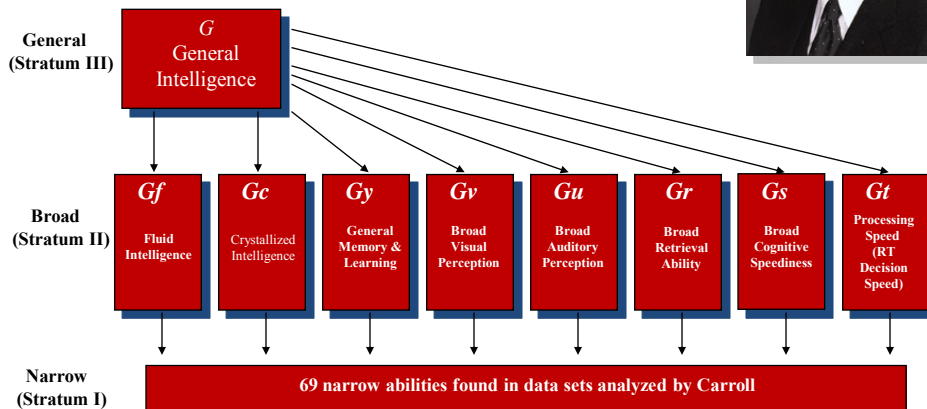 General
(Stratum III)
G
General
Intelligence
Broad
(Stratum II)
Gf
Fluid
Intelligence
Gc
Crystallized
Intelligence
Gy
General
Memory &
Learning
Gv
Broad
Visual
Perception
Gu
Broad
Auditory
Perception
Gr
Broad
Retrieval
Ability
Gs
Broad
Cognitive
Speediness
Gt
Processing
Speed
(RT
Decision
Speed)
Narrow
(Stratum I)
69 narrow abilities found in data sets analyzed by Carroll